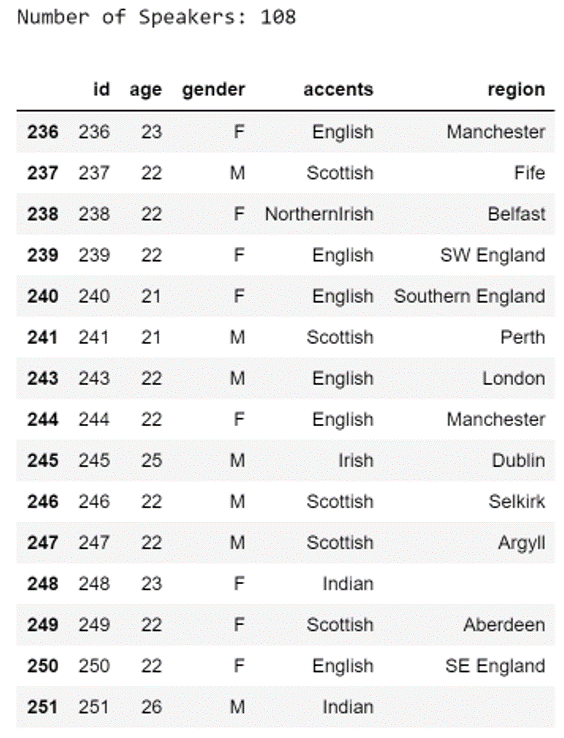 Number of Speakers: 108
id age gender accents region
236 236 23 F English Manchester
237 237 22 M Scottish Fife
238 238 22 F NorthernIrish Belfast
239 239 22 F English SW England
240 240 21 F English Southern England
241 241 21 M Scottish Perth
243 243 22 M English London
244 244 22 F English Manchester
245 245 25 M Irish Dublin
246 246 22 M Scottish Selkirk
247 247 22 M Scottish Argyll
248 248 23 F Indian
249 249 22 F Scottish Aberdeen
250 250 22 F English SE England
251 251 26 M Indian